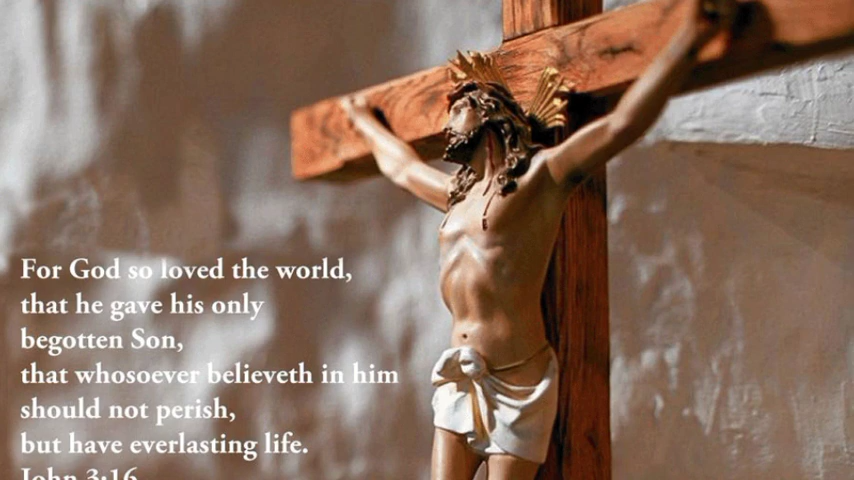 For God so loved the world,
that he gave his only
begotten Son,
that whosoever believeth in him
should not perish,
but have everlasting life.
John 3:16